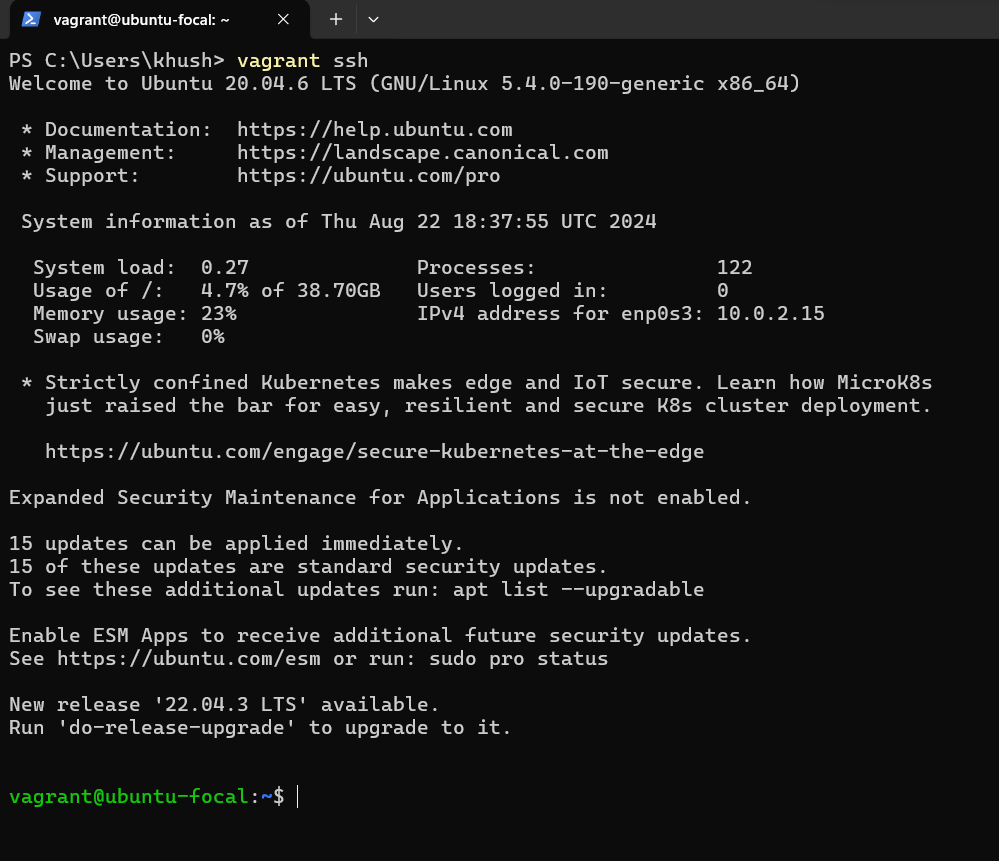 vagrant@ubuntu-focal: ~
PS C:\Users\khush> vagrant ssh
Welcome to Ubuntu 20.04.6 LTS (GNU/Linux 5.4.0-190-generic x86_64)

 * Documentation:  https://help.ubuntu.com
 * Management:     https://landscape.canonical.com
 * Support:        https://ubuntu.com/pro

 System information as of Thu Aug 22 18:37:55 UTC 2024

  System load:  0.27              Processes:               122
  Usage of /:   4.7% of 38.70GB   Users logged in:         0
  Memory usage: 23%               IPv4 address for enp0s3: 10.0.2.15
  Swap usage:   0%

 * Strictly confined Kubernetes makes edge and IoT secure. Learn how MicroK8s
   just raised the bar for easy, resilient and secure K8s cluster deployment.

   https://ubuntu.com/engage/secure-kubernetes-at-the-edge

Expanded Security Maintenance for Applications is not enabled.

15 updates can be applied immediately.
15 of these updates are standard security updates.
To see these additional updates run: apt list --upgradable

Enable ESM Apps to receive additional future security updates.
See https://ubuntu.com/esm or run: sudo pro status

New release '22.04.3 LTS' available.
Run 'do-release-upgrade' to upgrade to it.

vagrant@ubuntu-focal:~$